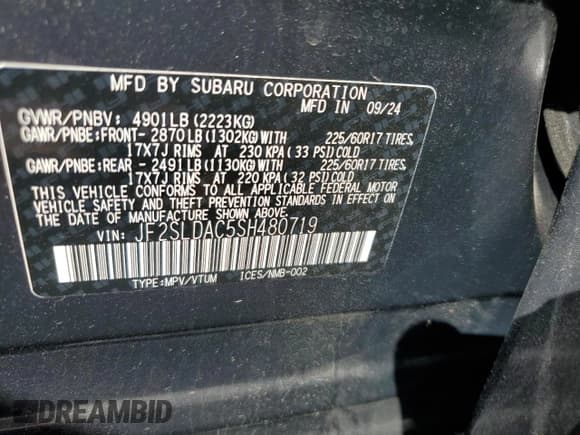 MFD BY SUBARU CORPORATION
MFD IN 09/24
GVWR/PNBV: 4901LB(2223KG)
GAWR/PNBE:FRONT- 2870LB(1302KG)WITH 225/60R17 TIRES,
17X7J RIMS AT 230 KPA(33 PSI)COLD
GAWR/PNBE:REAR - 2491LB(1130KG)WITH 225/60R17 TIRES,
17X7J RIMS AT 220 KPA(32 PSI)COLD
THIS VEHICLE CONFORMS TO ALL APPLICABLE FEDERAL MOTOR
VEHICLE SAFETY AND THEFT PREVENTION STANDARDS IN EFFECT ON
THE DATE OF MANUFACTURE SHOWN ABOVE.
VIN: JF2SLDAC5SH480719
TYPE:MPV/VTUM ICES/NMB-002
DREAMBID